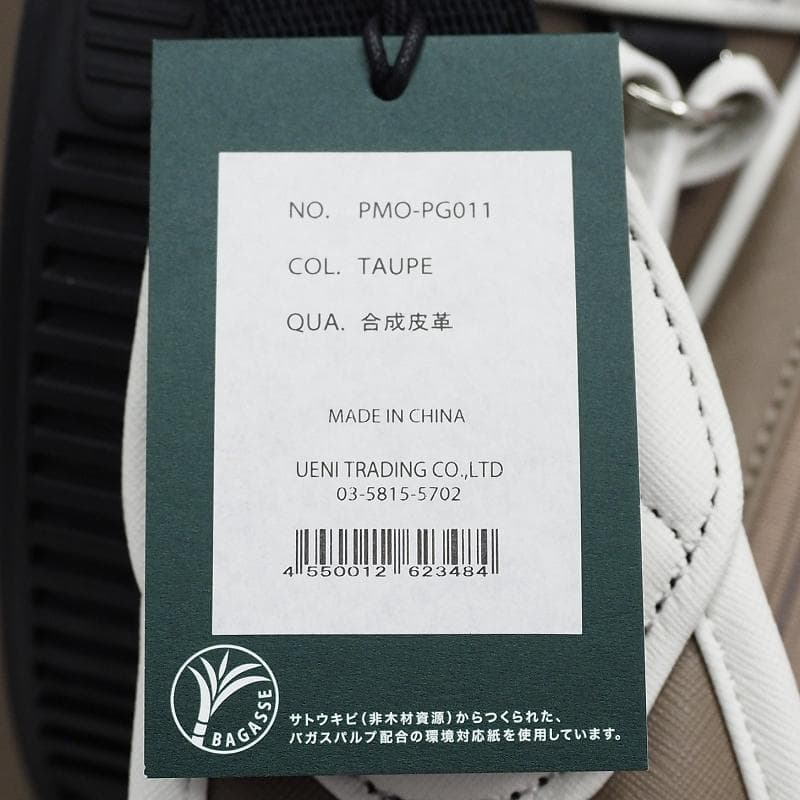 NO. PMO-PG011
COL. TAUPE
QUA. 合成皮革
MADE IN CHINA
UENI TRADING CO.,LTD
03-5815-5702
4 550012 623484
BAGASSE
サトウキビ(非木材資源)からつくられた、
バガスパルプ配合の環境対応紙を使用しています。